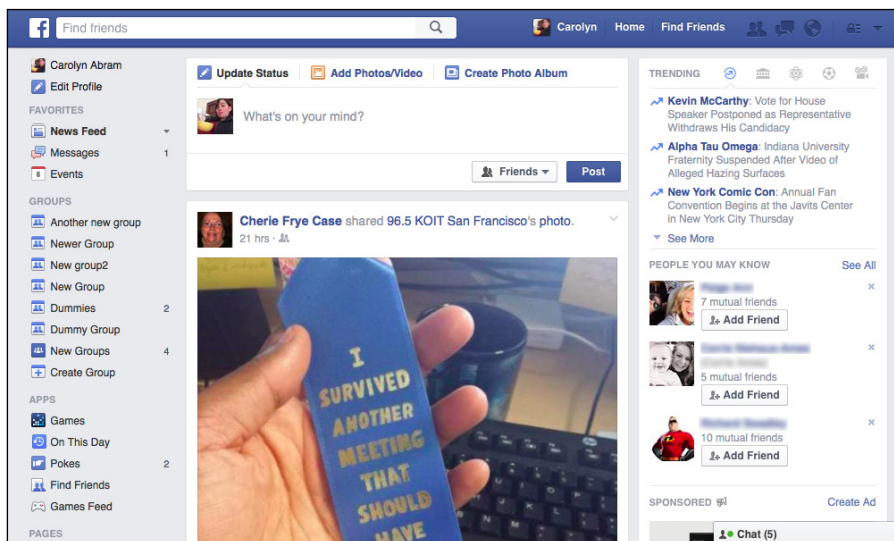 f Find friends
Carolyn Home Find Friends
Carolyn Abram
Edit Profile
FAVORITES
News Feed
Messages 1
8 Events
GROUPS
Another new group
Newer Group
New group2
New Group
Dummies 2
Dummy Group
New Groups 4
Create Group
APPS
Games
On This Day
Pokes 2
Find Friends
Games Feed
PAGES
Update Status Add Photos/Video Create Photo Album
What's on your mind?
Friends Post
Cherie Frye Case shared 96.5 KOIT San Francisco's photo.
21 hrs ·
I
SURVIVED
ANOTHER
MEETING
THAT
SHOULD
HAVE
TRENDING
Kevin McCarthy: Vote for House
Speaker Postponed as Representative
Withdraws His Candidacy
Alpha Tau Omega: Indiana University
Fraternity Suspended After Video of
Alleged Hazing Surfaces
New York Comic Con: Annual Fan
Convention Begins at the Javits Center
in New York City Thursday
See More
PEOPLE YOU MAY KNOW See All
7 mutual friends
Add Friend
5 mutual friends
Add Friend
10 mutual friends
Add Friend
SPONSORED Create Ad
Chat (5)